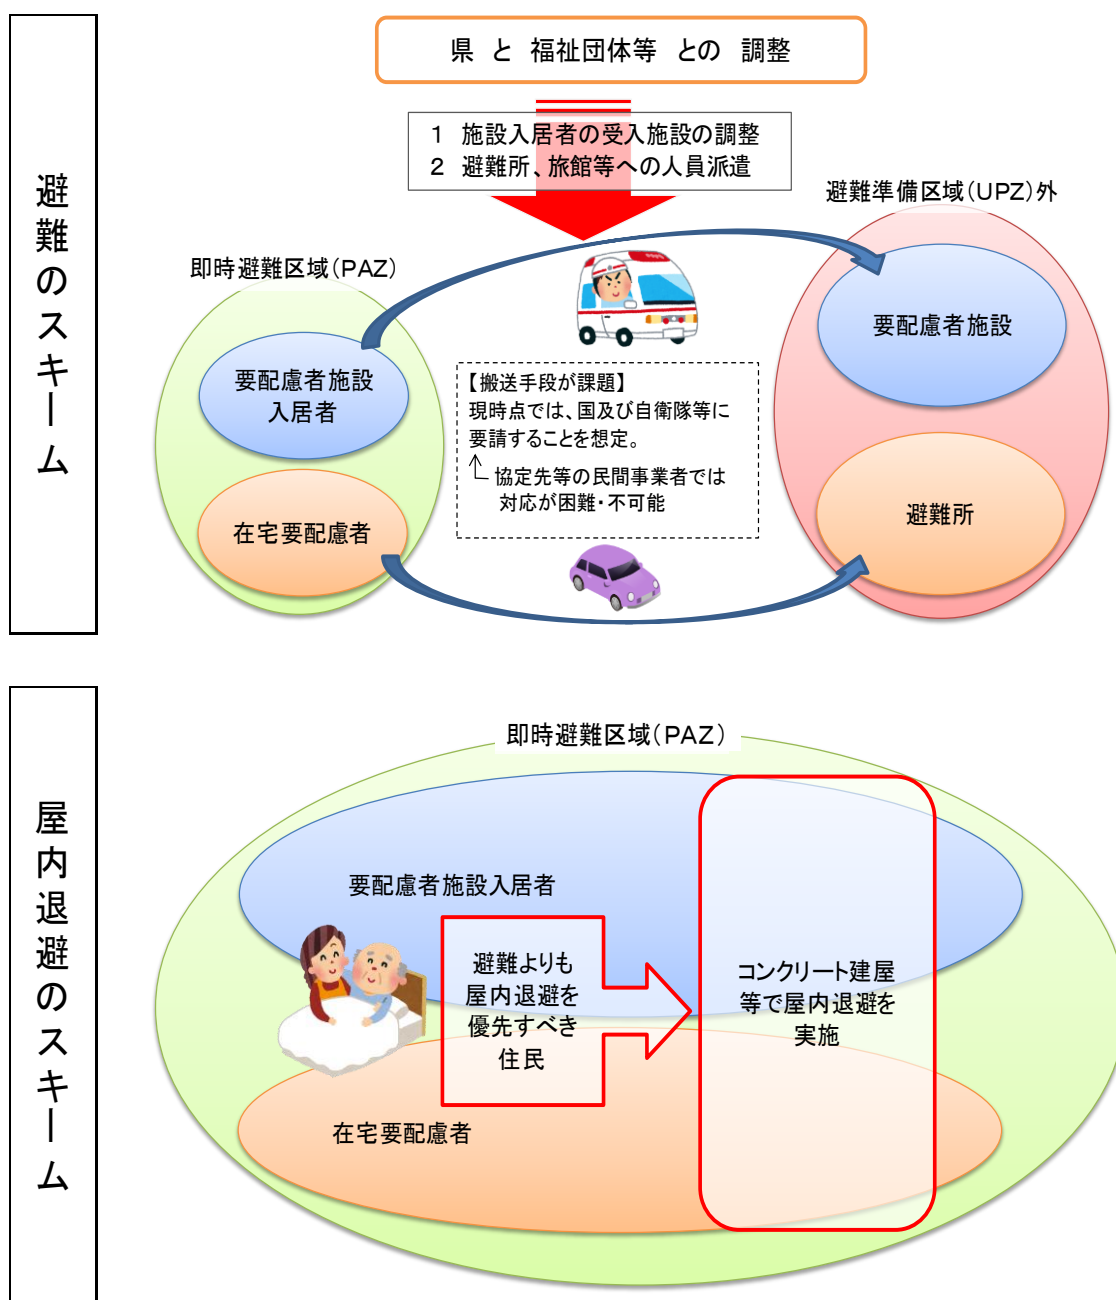 避難のスキーム
県 と 福祉団体等 との 調整
1 施設入居者の受入施設の調整
2 避難所、旅館等への人員派遣
避難準備区域(UPZ)外
即時避難区域(PAZ)
要配慮者施設
入居者
在宅要配慮者
【搬送手段が課題】
現時点では、国及び自衛隊等に
要請することを想定。
協定先等の民間事業者では
対応が困難・不可能
要配慮者施設
避難所
屋内退避のスキーム
即時避難区域(PAZ)
要配慮者施設入居者
避難よりも
屋内退避を
優先すべき
住民
コンクリート建屋
等で屋内退避を
実施
在宅要配慮者